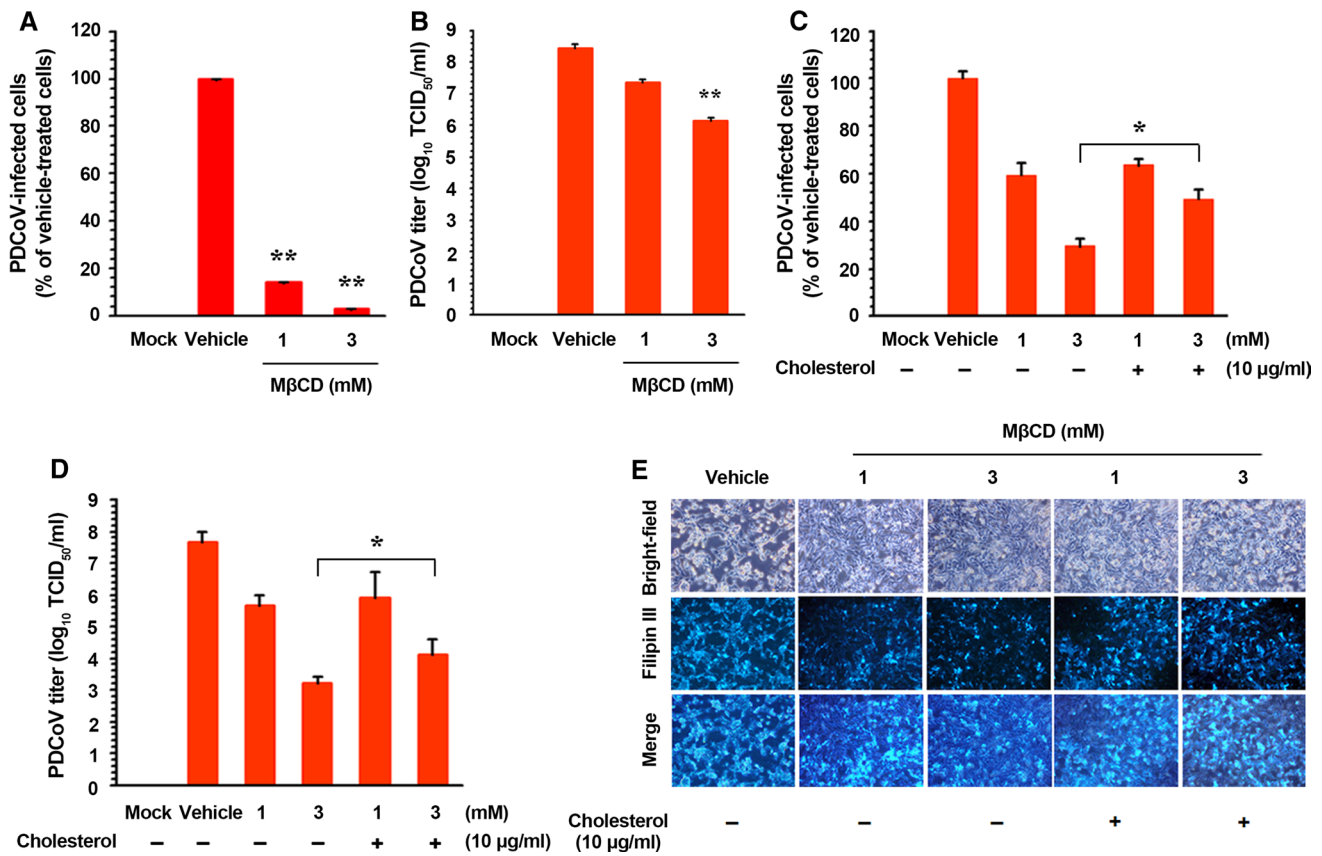 A
PDCoV-infected cells
(% of vehicle-treated cells)
120
100
80
60
40
20
0
**
**
Mock Vehicle 1 3
MβCD (mM)
B
PDCoV titer (log10 TCID50/ml)
9
8
7
6
5
4
3
2
1
0
**
Mock Vehicle 1 3
MβCD (mM)
C
PDCoV-infected cells
(% of vehicle-treated cells)
120
100
80
60
40
20
0
*
Mock Vehicle 1 3 1 3 (mM)
Cholesterol − − − − + + (10 µg/ml)
D
PDCoV titer (log10 TCID50/ml)
9
8
7
6
5
4
3
2
1
0
*
Mock Vehicle 1 3 1 3 (mM)
Cholesterol − − − − + + (10 µg/ml)
E
MβCD (mM)
Vehicle 1 3 1 3
Bright-field
Filipin III
Merge
Cholesterol − − − + +
(10 µg/ml)